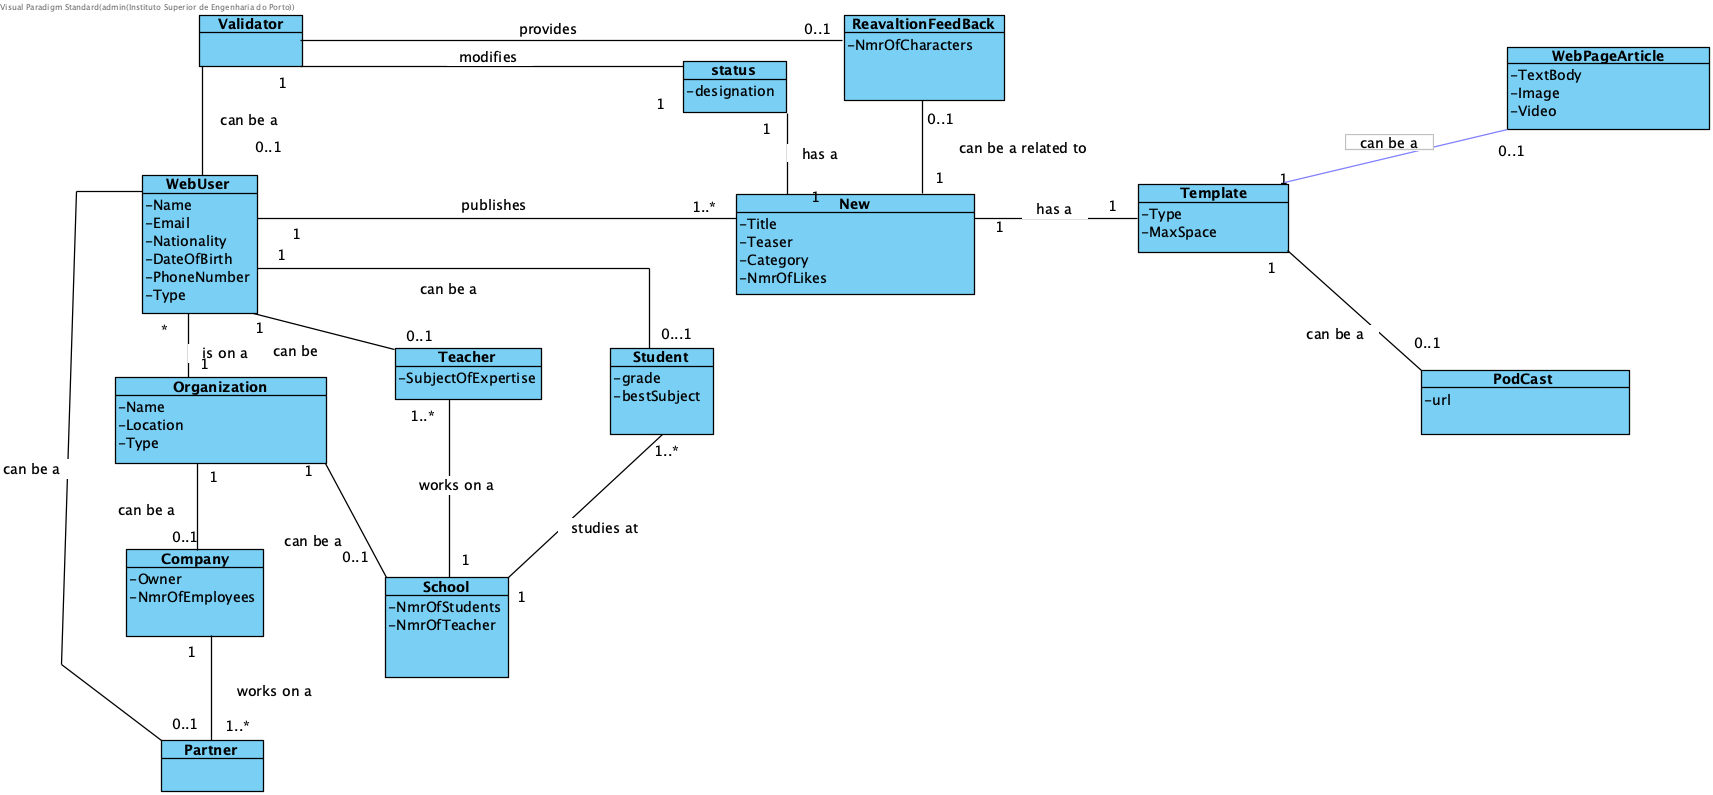 Visual Paradigm Standard(admin(Instituto Superior de Engenharia do Porto))
Validator
provides
0..1
ReavaltionFeedBack
-NmrOfCharacters
modifies
1
1
status
-designation
WebPageArticle
-TextBody
-Image
-Video
can be a
0..1
1
has a
0..1
can be a related to
1
1
can be a
0..1
1
WebUser
-Name
-Email
-Nationality
-DateOfBirth
-PhoneNumber
-Type
publishes
1
1..*
New
-Title
-Teaser
-Category
-NmrOfLikes
has a
1
1
Template
-Type
-MaxSpace
1
can be a
0...1
1
can be a
0..1
PodCast
-url
*
is on a
1
1
can be
0..1
Teacher
-SubjectOfExpertise
Student
-grade
-bestSubject
Organization
-Name
-Location
-Type
1..*
works on a
1
1..*
studies at
1
can be a
1
can be a
0..1
1
can be a
0..1
Company
-Owner
-NmrOfEmployees
School
-NmrOfStudents
-NmrOfTeacher
1
works on a
0..1
1..*
Partner